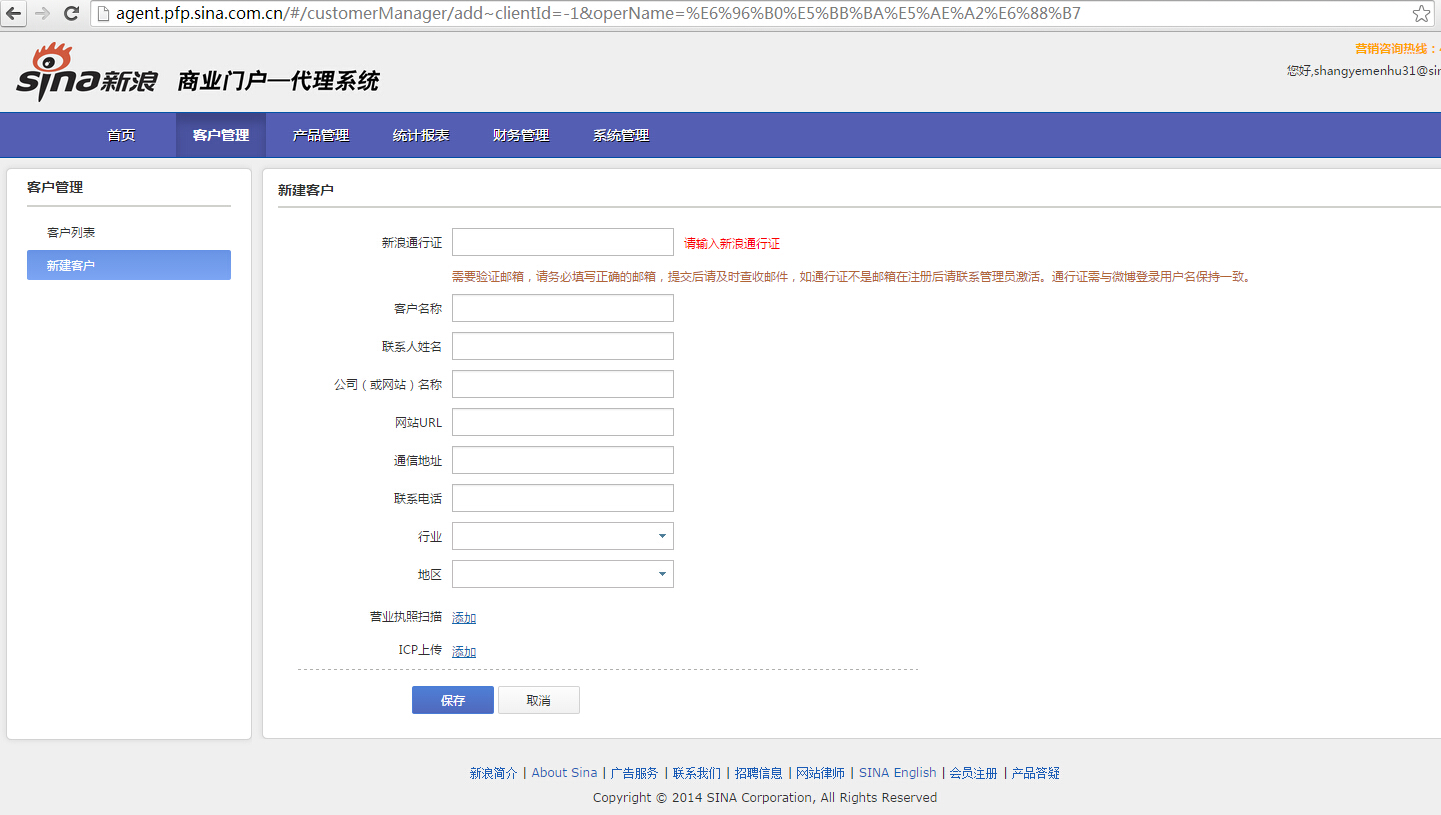 agent.pfp.sina.com.cn/#/customerManager/add~clientId=-1&operName=%E6%96%B0%E5%BB%BA%E5%AE%A2%E6%88%B7
sina新浪 商业门户—代理系统
营销咨询热线：
您好,shangyemenhu31@sin
首页 客户管理 产品管理 统计报表 财务管理 系统管理
客户管理
客户列表
新建客户
新建客户
新浪通行证 请输入新浪通行证
需要验证邮箱，请务必填写正确的邮箱，提交后请及时查收邮件，如通行证不是邮箱在注册后请联系管理员激活。通行证需与微博登录用户名保持一致。
客户名称
联系人姓名
公司（或网站）名称
网站URL
通信地址
联系电话
行业
地区
营业执照扫描 添加
ICP上传 添加
保存 取消
新浪简介 | About Sina | 广告服务 | 联系我们 | 招聘信息 | 网站律师 | SINA English | 会员注册 | 产品答疑
Copyright © 2014 SINA Corporation, All Rights Reserved